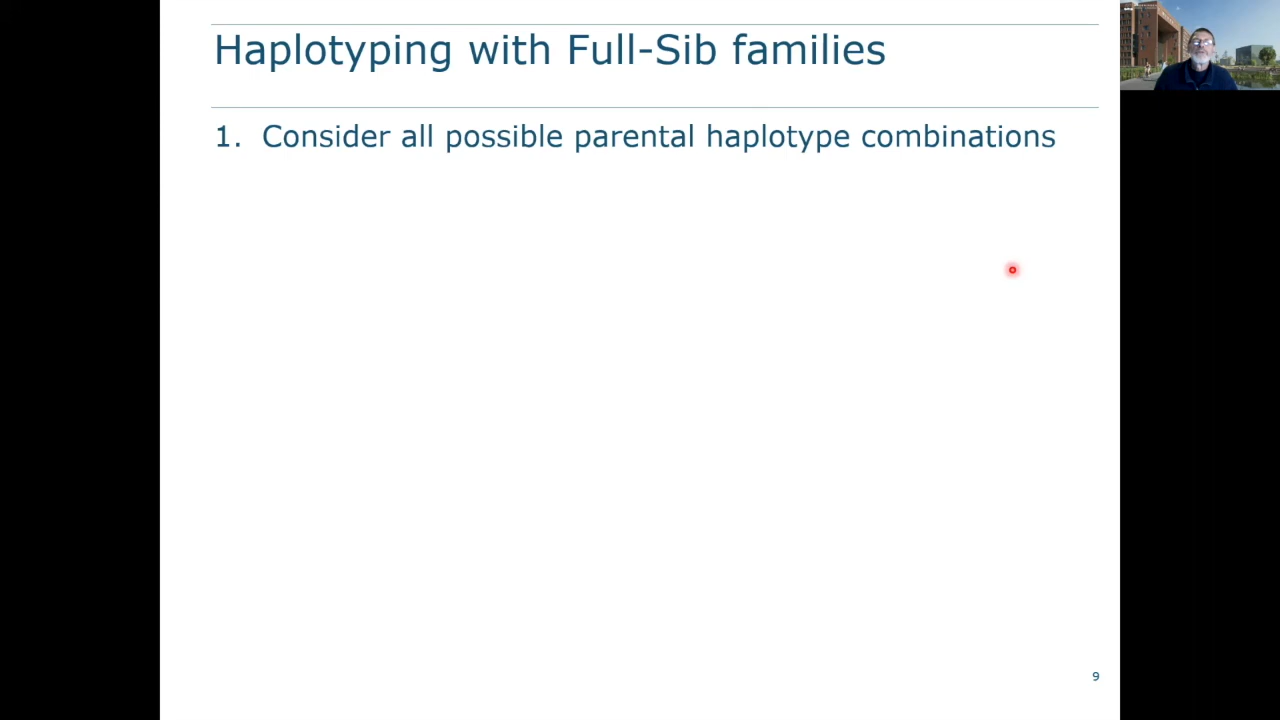 Haplotyping with Full-Sib families
1. Consider all possible parental haplotype combinations
9